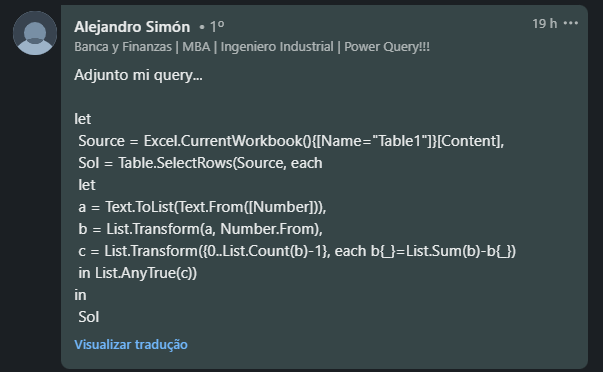 Alejandro Simón • 1º
19 h •••
Banca y Finanzas | MBA | Ingeniero Industrial | Power Query!!!
Adjunto mi query...
let
Source = Excel.CurrentWorkbook(){[Name="Table1"]}[Content],
Sol = Table.SelectRows(Source, each
let
a = Text.ToList(Text.From([Number])),
b = List.Transform(a, Number.From),
c = List.Transform({0..List.Count(b)-1}, each b{_}=List.Sum(b)-b{_})
in List.AnyTrue(c))
in
Sol
Visualizar tradução